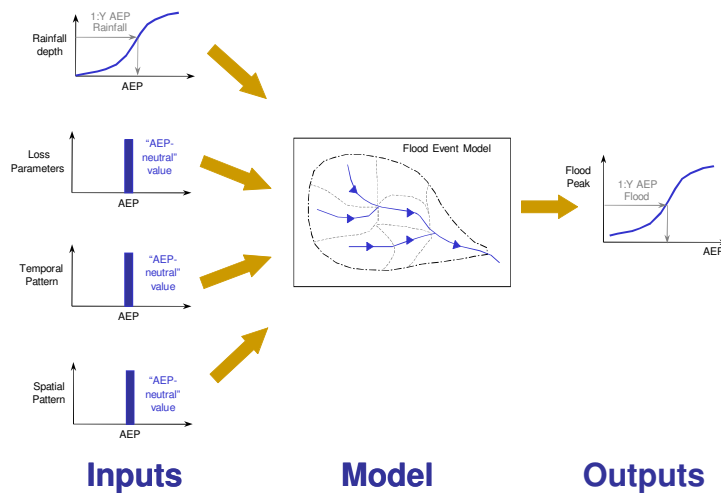 1:Y AEP
Rainfall
Rainfall
depth
AEP
Loss
Parameters
“AEP-
neutral”
value
AEP
Temporal
Pattern
“AEP-
neutral”
value
AEP
Spatial
Pattern
“AEP-
neutral”
value
AEP
Flood Event Model
Flood
Peak
1:Y AEP
Flood
AEP
Inputs
Model
Outputs